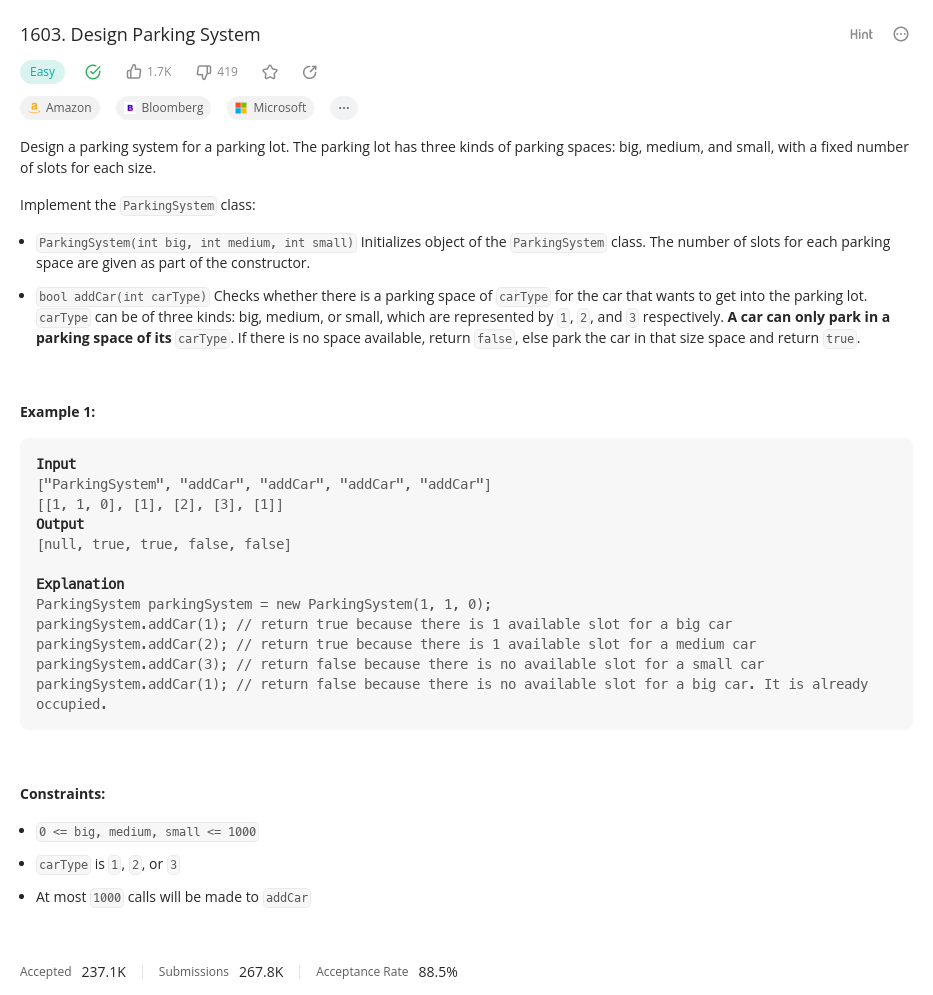 1603. Design Parking System
Hint
Easy
1.7K
419
Amazon
Bloomberg
Microsoft
Design a parking system for a parking lot. The parking lot has three kinds of parking spaces: big, medium, and small, with a fixed number
of slots for each size.
Implement the ParkingSystem class:
• ParkingSystem(int big, int medium, int small) Initializes object of the ParkingSystem class. The number of slots for each parking
space are given as part of the constructor.
• bool addCar(int carType) Checks whether there is a parking space of carType for the car that wants to get into the parking lot.
carType can be of three kinds: big, medium, or small, which are represented by 1, 2, and 3 respectively. A car can only park in a
parking space of its carType. If there is no space available, return false, else park the car in that size space and return true.
Example 1:
Input
["ParkingSystem", "addCar", "addCar", "addCar", "addCar"]
[[1, 1, 0], [1], [2], [3], [1]]
Output
[null, true, true, false, false]
Explanation
ParkingSystem parkingSystem = new ParkingSystem(1, 1, 0);
parkingSystem.addCar(1); // return true because there is 1 available slot for a big car
parkingSystem.addCar(2); // return true because there is 1 available slot for a medium car
parkingSystem.addCar(3); // return false because there is no available slot for a small car
parkingSystem.addCar(1); // return false because there is no available slot for a big car. It is already
occupied.
Constraints:
• 0 <= big, medium, small <= 1000
• carType is 1, 2, or 3
• At most 1000 calls will be made to addCar
Accepted 237.1K Submissions 267.8K Acceptance Rate 88.5%